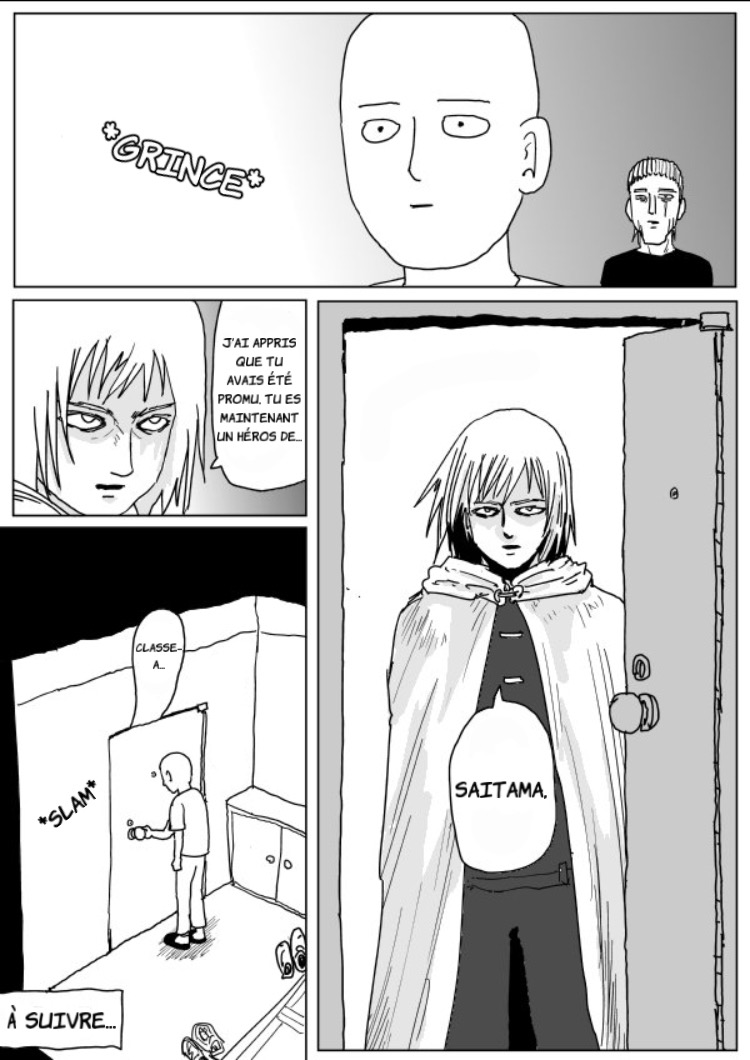 *GRINCE*
SAITAMA,
J'AI APPRIS
QUE TU
AVAIS ÉTÉ
PROMU. TU ES
MAINTENANT
UN HÉROS DE...
CLASSE-
A...
*SLAM*
À SUIVRE...